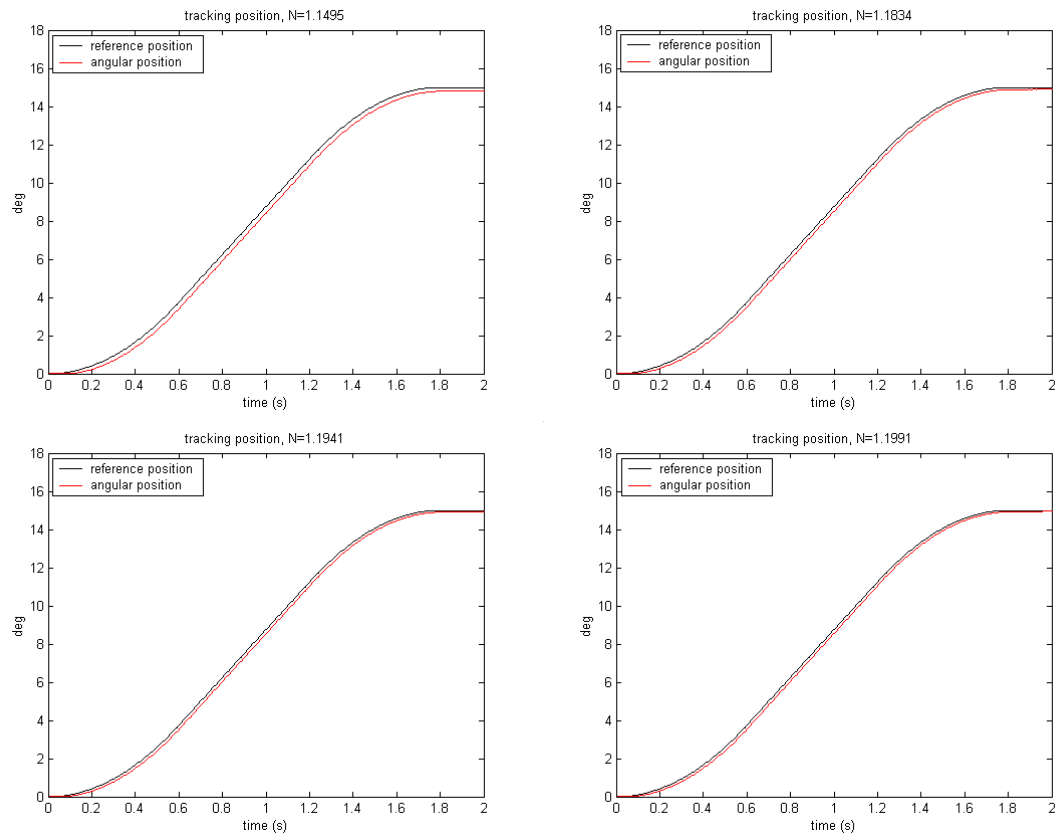 tracking position, N=1.1495
18
16
14
12
10
8
6
4
2
0
deg
reference position
angular position
0 0.2 0.4 0.6 0.8 1 1.2 1.4 1.6 1.8 2
time (s)
tracking position, N=1.1834
18
16
14
12
10
8
6
4
2
0
deg
reference position
angular position
0 0.2 0.4 0.6 0.8 1 1.2 1.4 1.6 1.8 2
time (s)
tracking position, N=1.1941
18
16
14
12
10
8
6
4
2
0
deg
reference position
angular position
0 0.2 0.4 0.6 0.8 1 1.2 1.4 1.6 1.8 2
time (s)
tracking position, N=1.1991
18
16
14
12
10
8
6
4
2
0
deg
reference position
angular position
0 0.2 0.4 0.6 0.8 1 1.2 1.4 1.6 1.8 2
time (s)